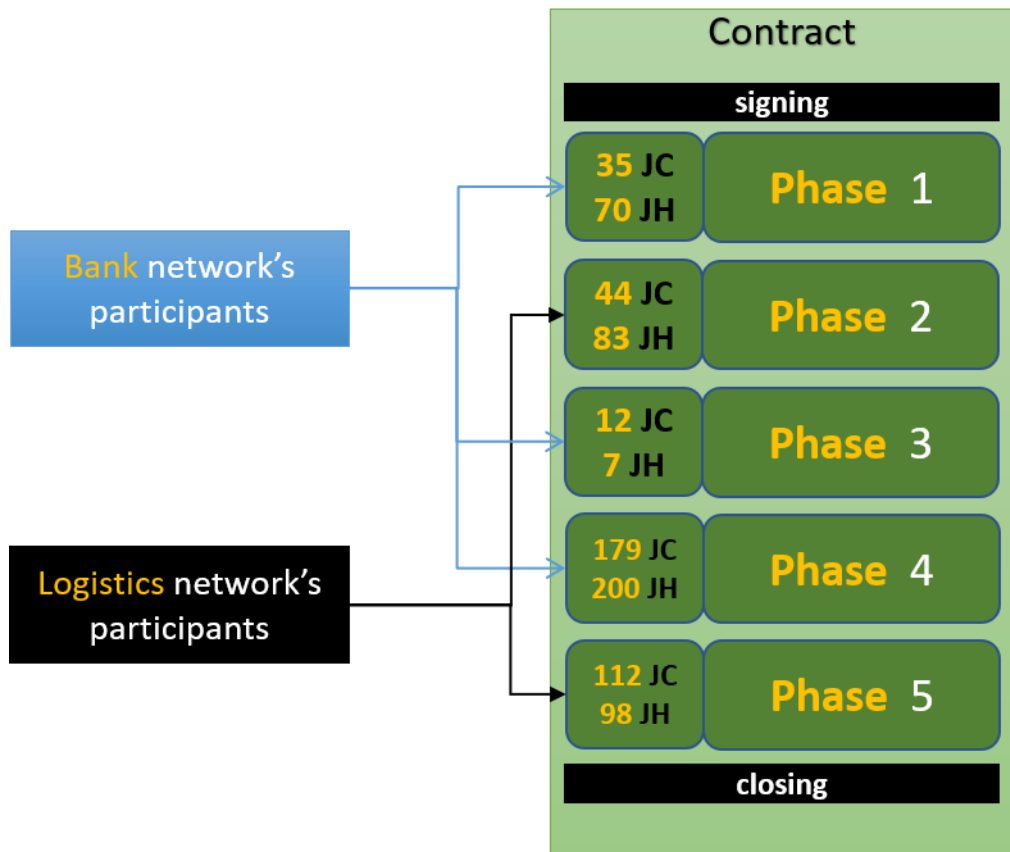 Contract
signing
35 JC
70 JH
Phase 1
Bank network's
participants
44 JC
83 JH
Phase 2
12 JC
7 JH
Phase 3
Logistics network's
participants
179 JC
200 JH
Phase 4
112 JC
98 JH
Phase 5
closing